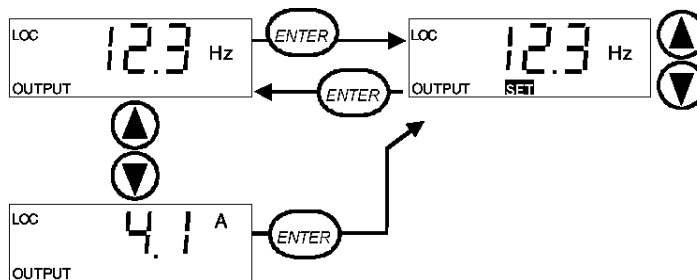 LOC
12.3 Hz
OUTPUT
ENTER
ENTER
LOC
12.3 Hz
OUTPUT SET
LOC
4.1 A
OUTPUT
ENTER